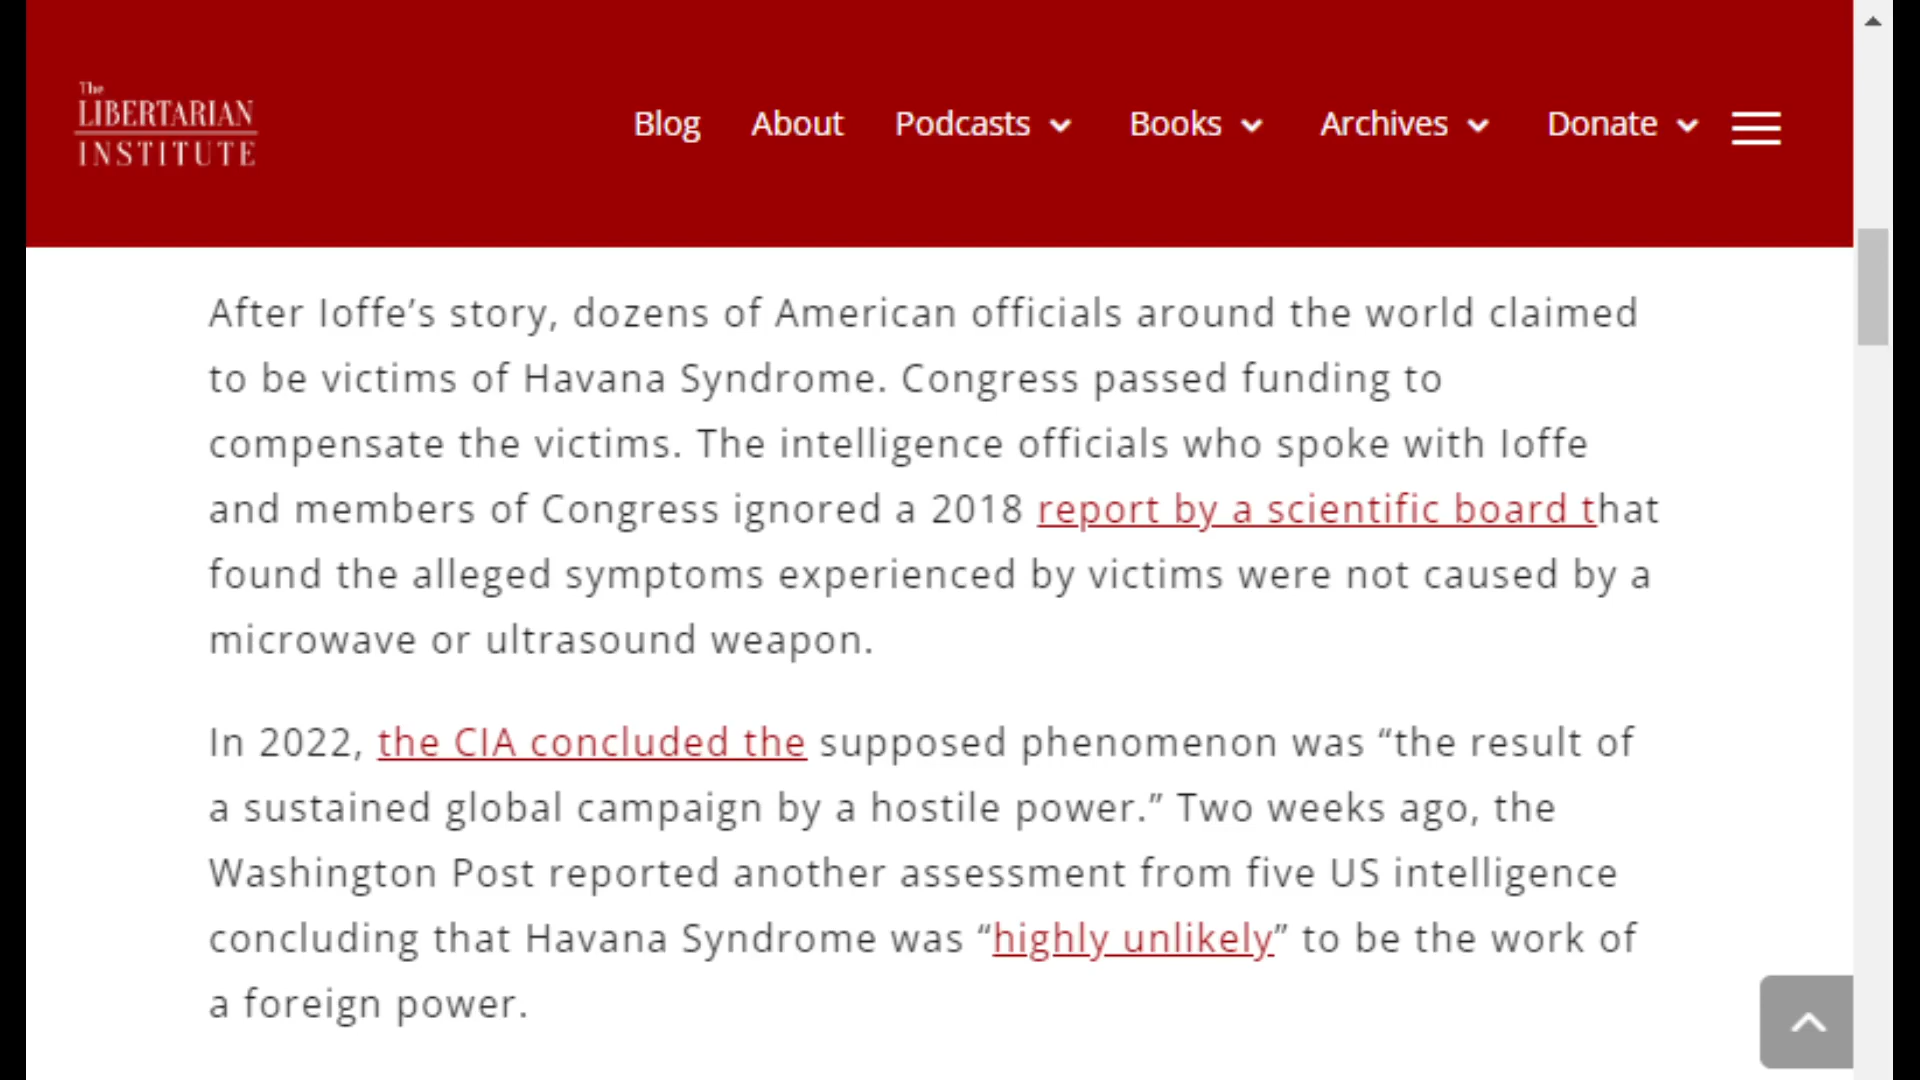 The
LIBERTARIAN
INSTITUTE
Blog About Podcasts Books Archives Donate
After Ioffe’s story, dozens of American officials around the world claimed
to be victims of Havana Syndrome. Congress passed funding to
compensate the victims. The intelligence officials who spoke with Ioffe
and members of Congress ignored a 2018 report by a scientific board that
found the alleged symptoms experienced by victims were not caused by a
microwave or ultrasound weapon.
In 2022, the CIA concluded the supposed phenomenon was “the result of
a sustained global campaign by a hostile power.” Two weeks ago, the
Washington Post reported another assessment from five US intelligence
concluding that Havana Syndrome was “highly unlikely” to be the work of
a foreign power.